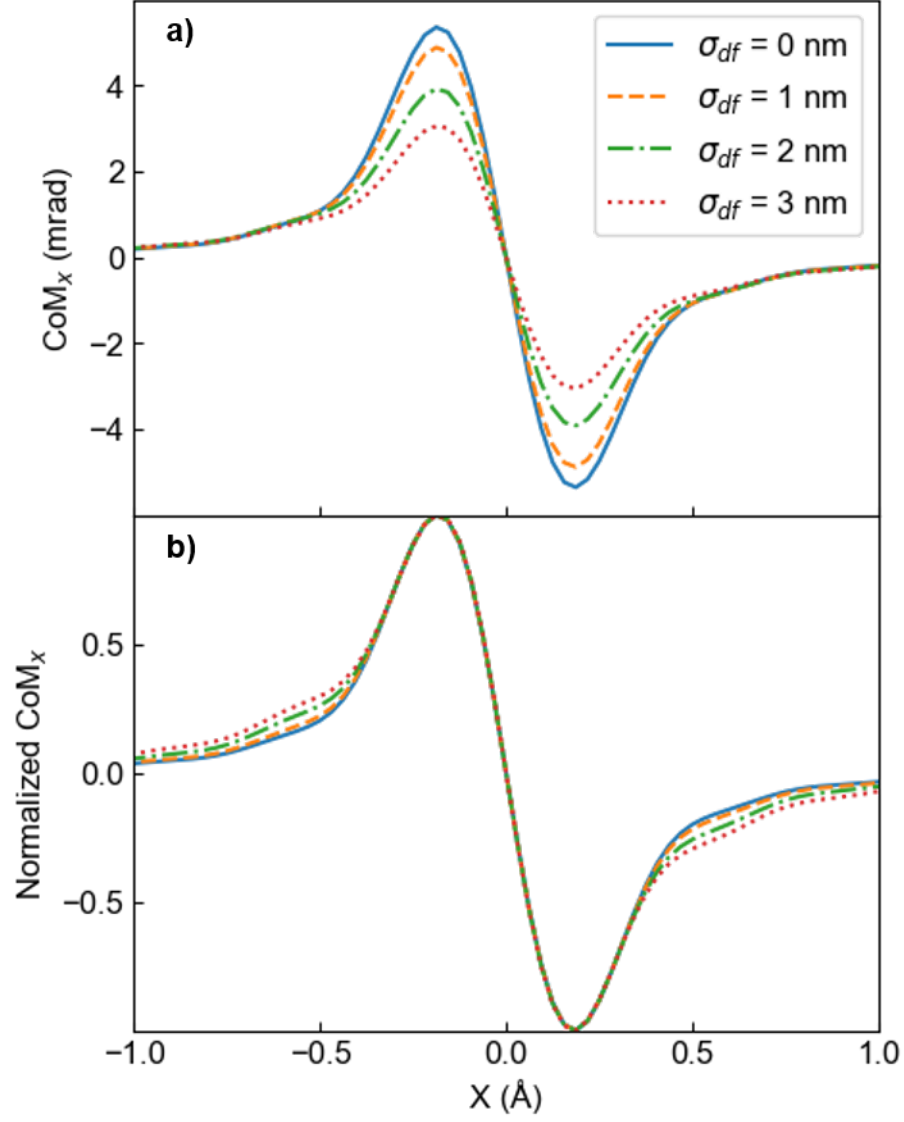 a)
σdf = 0 nm
σdf = 1 nm
σdf = 2 nm
σdf = 3 nm
4
2
0
−2
−4
CoMx (mrad)
b)
0.5
0.0
−0.5
Normalized CoMx
−1.0 −0.5 0.0 0.5 1.0
X (Å)